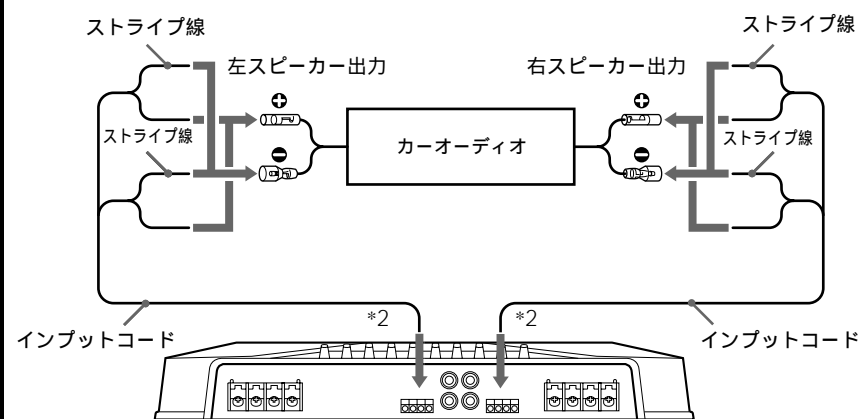 ストライプ線
ストライプ線
左スピーカー出力
右スピーカー出力
ストライプ線
カーオーディオ
ストライプ線
*2
*2
インプットコード
インプットコード